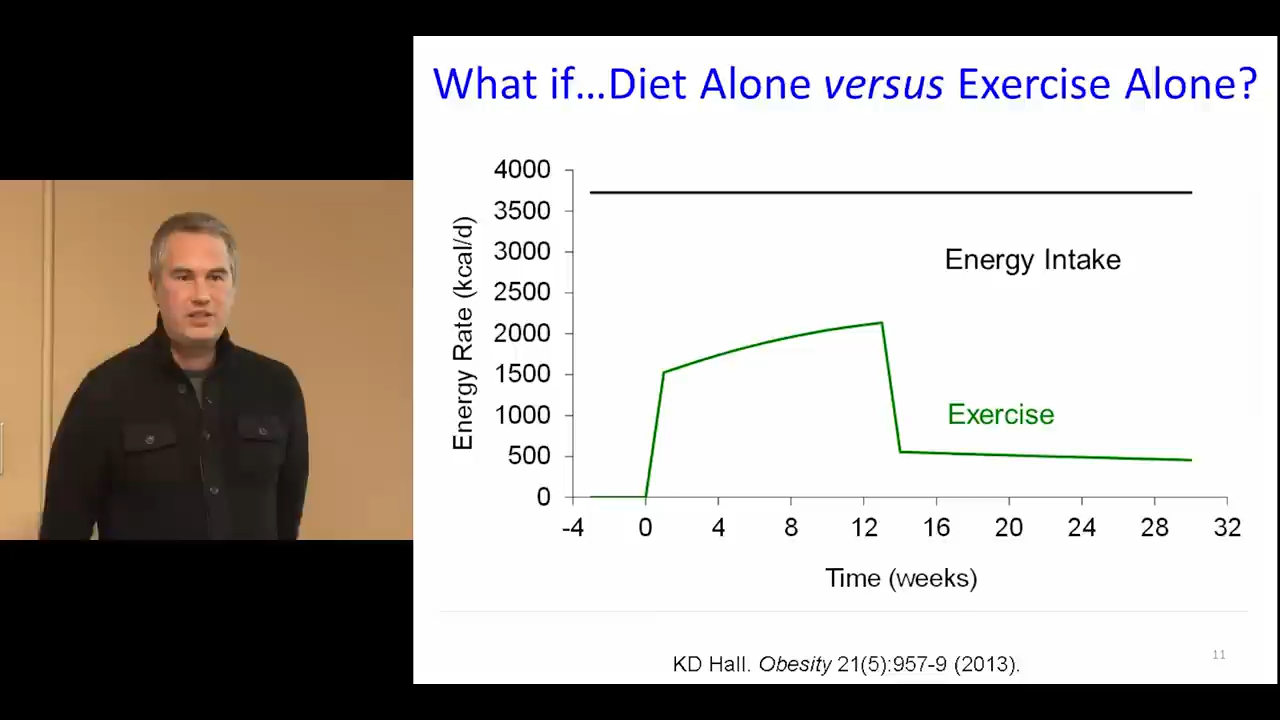 What if...Diet Alone versus Exercise Alone?
4000
3500
3000
2500
2000
1500
1000
500
0
Energy Rate (kcal/d)
Energy Intake
Exercise
-4 0 4 8 12 16 20 24 28 32
Time (weeks)
KD Hall. Obesity 21(5):957-9 (2013).
11